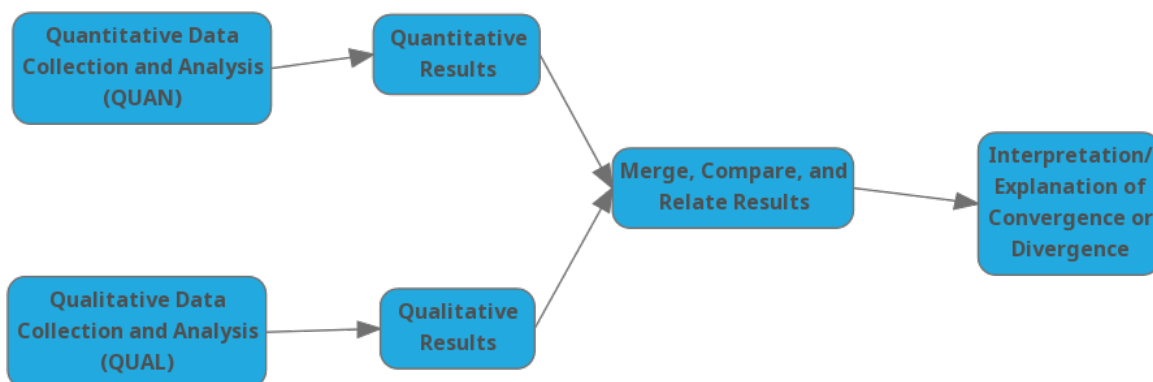 Quantitative Data
Collection and Analysis
(QUAN)
Quantitative
Results
Qualitative Data
Collection and Analysis
(QUAL)
Qualitative
Results
Merge, Compare, and
Relate Results
Interpretation/
Explanation of
Convergence or
Divergence